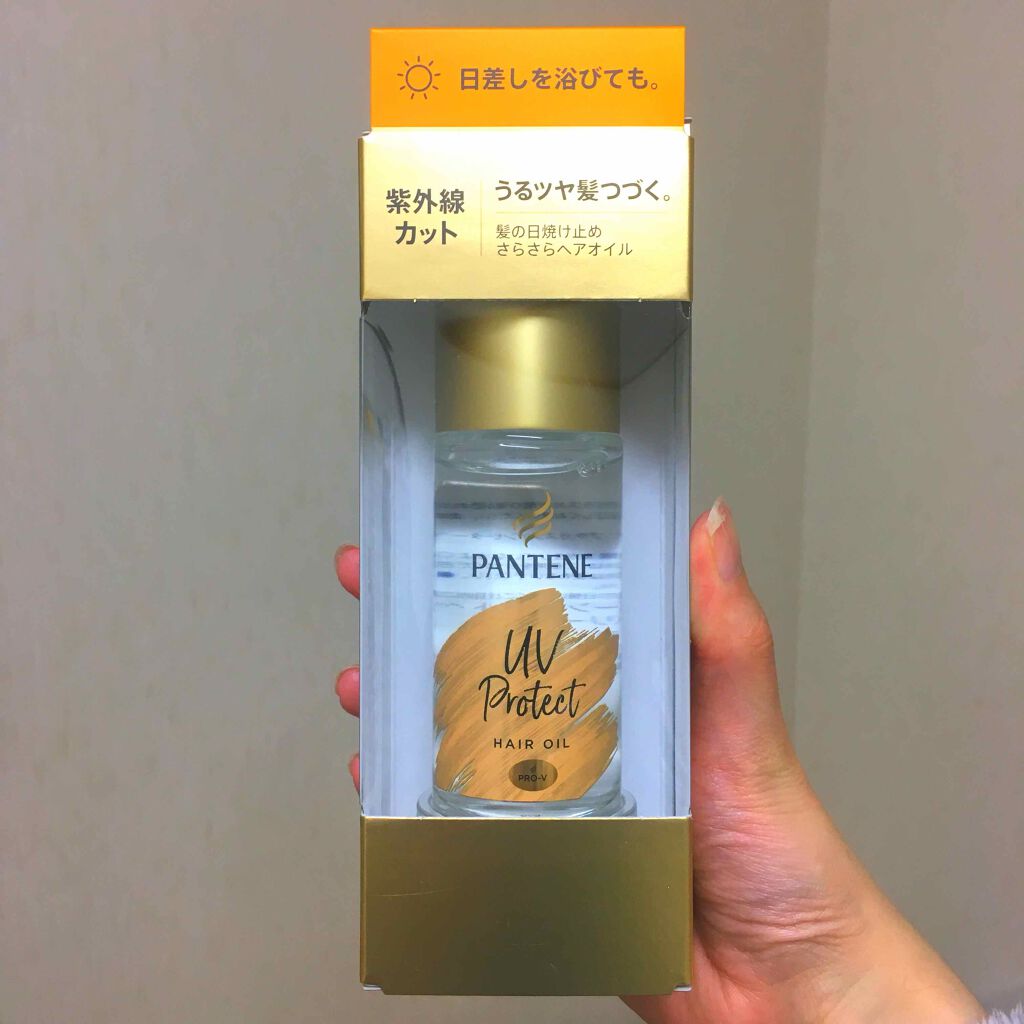 日差しを浴びても。
紫外線
カット
うるツヤ髪つづく。
髪の日焼け止め
さらさらヘアオイル
PANTENE
UV
Protect
HAIR OIL
PRO-V